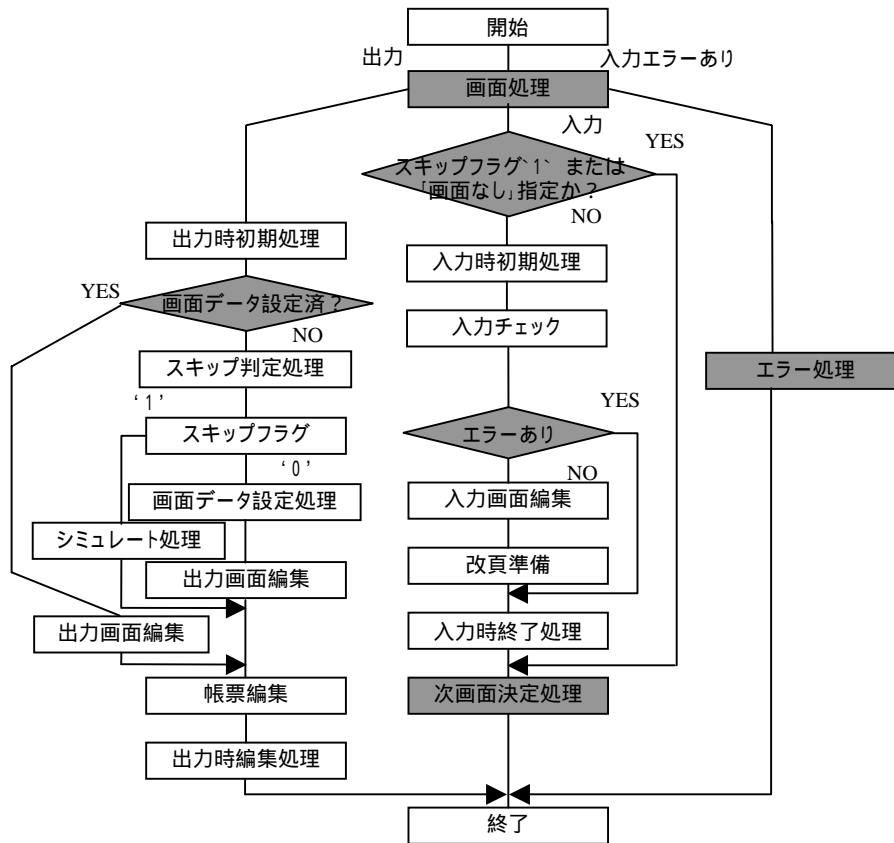 開始
出力
入力エラーあり
画面処理
入力
YES
スキップフラグ`1` または
「画面なし」指定か？
NO
出力時初期処理
入力時初期処理
YES
画面データ設定済？
入力チェック
NO
スキップ判定処理
エラー処理
‘1’
YES
スキップフラグ
エラーあり
‘0’
NO
画面データ設定処理
入力画面編集
シミュレート処理
改頁準備
出力画面編集
出力画面編集
入力時終了処理
帳票編集
次画面決定処理
出力時編集処理
終了